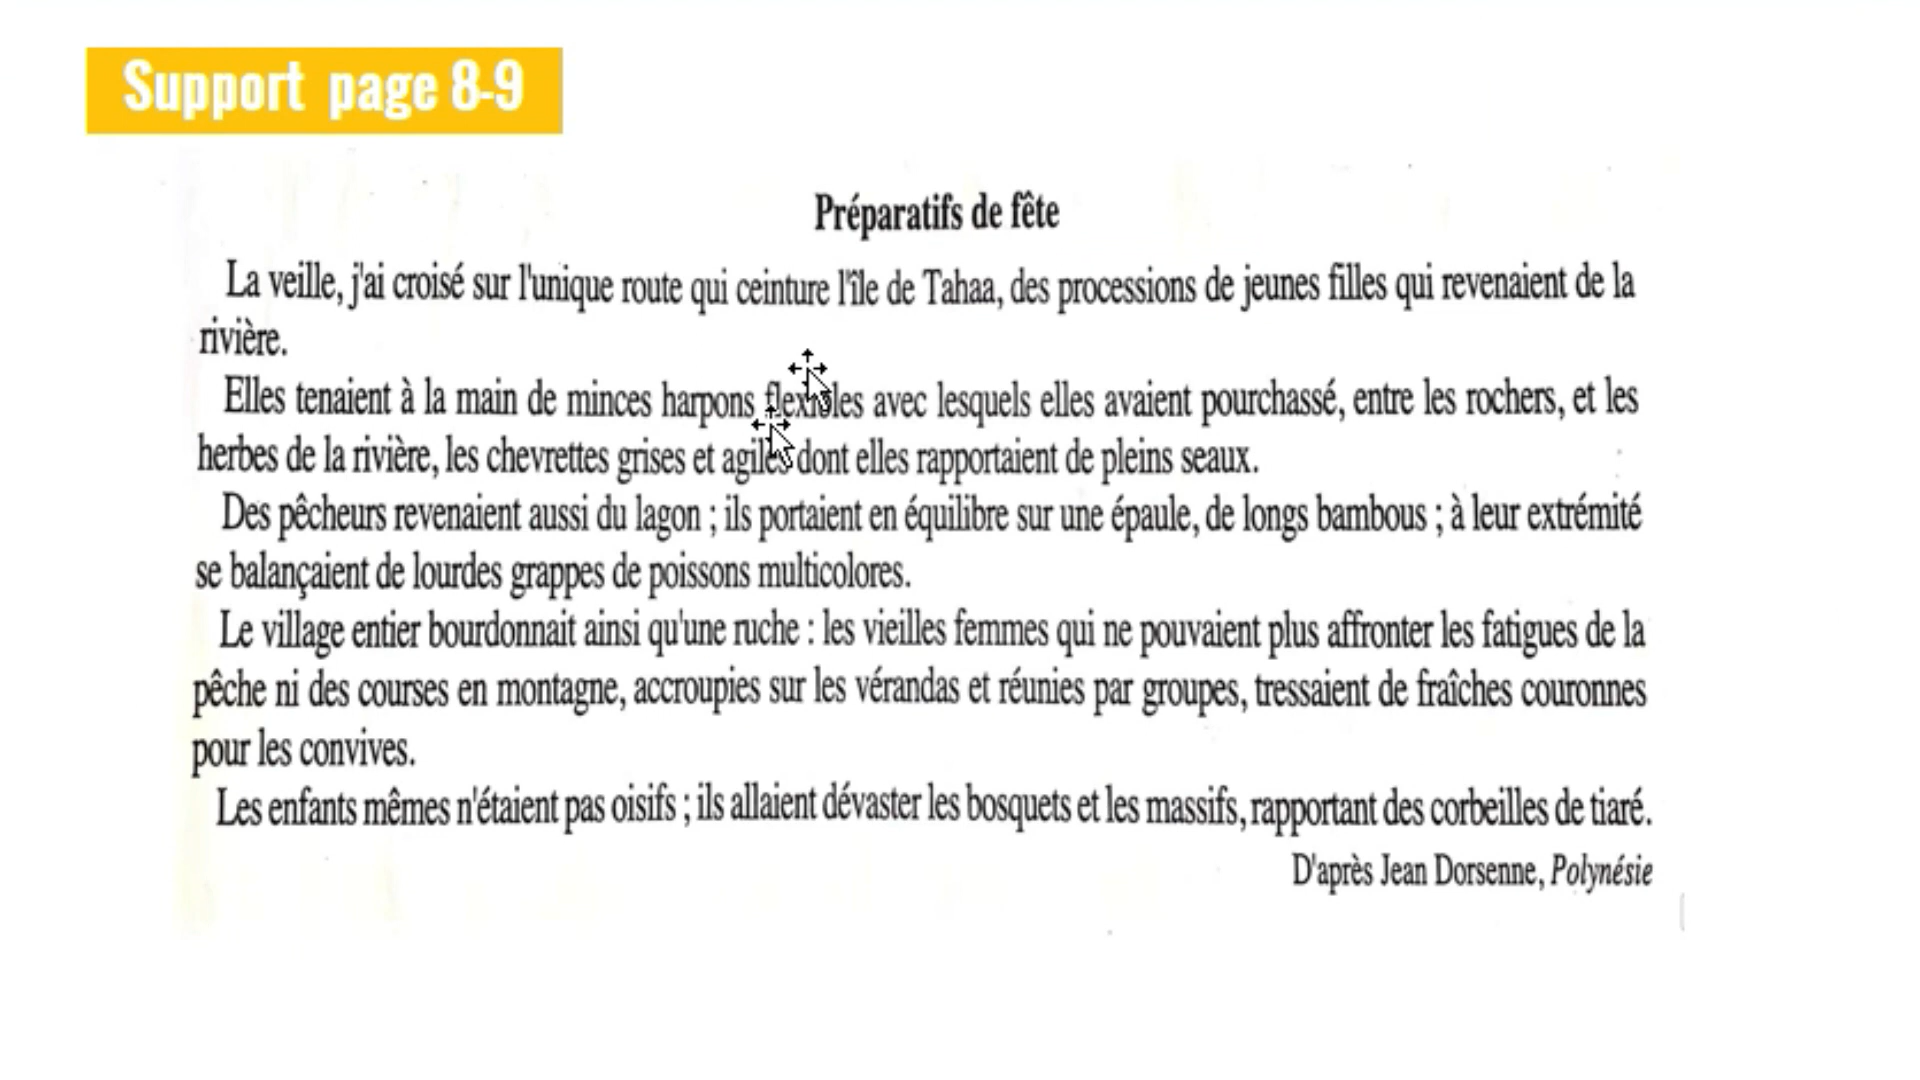 Support page 8-9
Préparatifs de fête
La veille, j'ai croisé sur l'unique route qui ceinture l'île de Tahaa, des processions de jeunes filles qui revenaient de la
rivière.
Elles tenaient à la main de minces harpons flexibles avec lesquels elles avaient pourchassé, entre les rochers, et les
herbes de la rivière, les chevrettes grises et agiles dont elles rapportaient de pleins seaux.
Des pêcheurs revenaient aussi du lagon ; ils portaient en équilibre sur une épaule, de longs bambous ; à leur extrémité
se balançaient de lourdes grappes de poissons multicolores.
Le village entier bourdonnait ainsi qu'une ruche : les vieilles femmes qui ne pouvaient plus affronter les fatigues de la
pêche ni des courses en montagne, accroupies sur les vérandas et réunies par groupes, tressaient de fraîches couronnes
pour les convives.
Les enfants mêmes n'étaient pas oisifs ; ils allaient dévaster les bosquets et les massifs, rapportant des corbeilles de tiaré.
D'après Jean Dorsenne, Polynésie